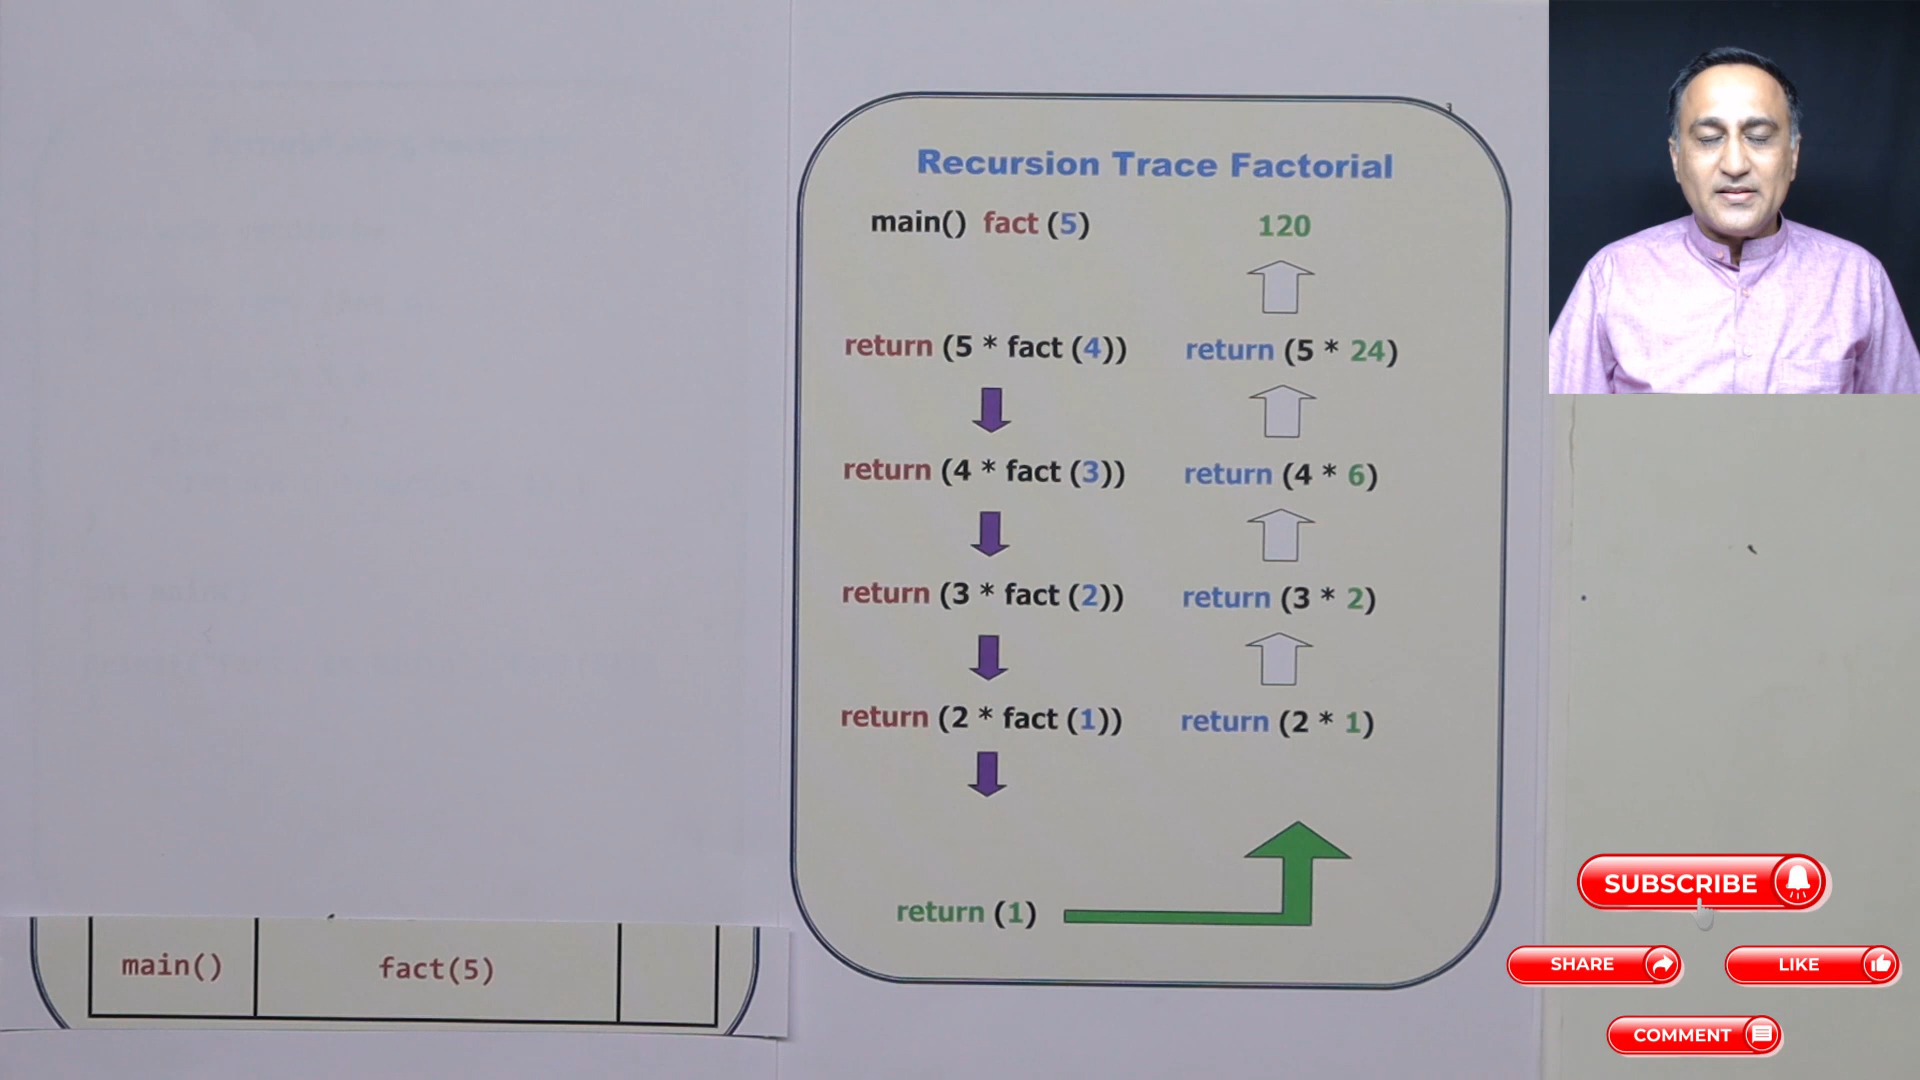 3
Recursion Trace Factorial
main() fact (5) 120
return (5 * fact (4)) return (5 * 24)
return (4 * fact (3)) return (4 * 6)
return (3 * fact (2)) return (3 * 2)
return (2 * fact (1)) return (2 * 1)
return (1)
main() fact(5)
SUBSCRIBE
SHARE LIKE
COMMENT